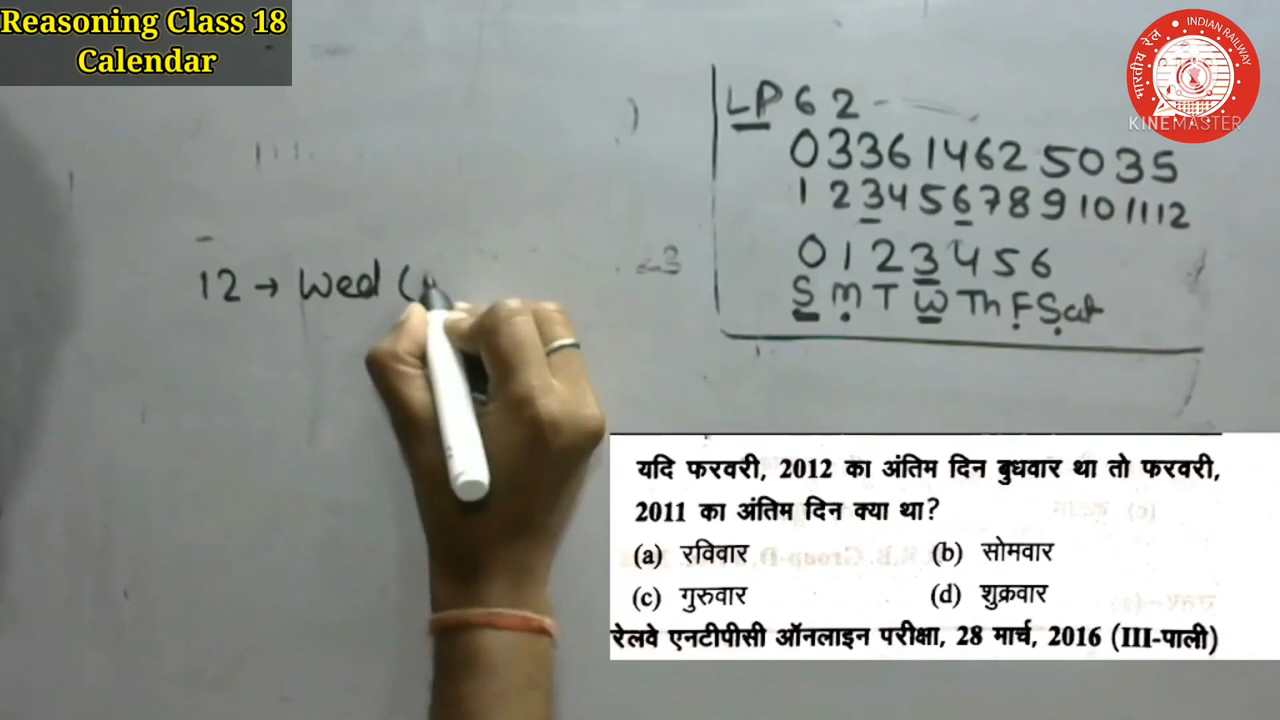 Reasoning Class 18
Calendar
भारतीय रेल INDIAN RAILWAY
KINEMASTER
LP 6 2
0 3 3 6 1 4 6 2 5 0 3 5
1 2 3 4 5 6 7 8 9 10 11 12
0 1 2 3 4 5 6
S M T W Th F Sat
12 → Wed (
यदि फरवरी, 2012 का अंतिम दिन बुधवार था तो फरवरी,
2011 का अंतिम दिन क्या था?
(a) रविवार (b) सोमवार
(c) गुरुवार (d) शुक्रवार
रेलवे एनटीपीसी ऑनलाइन परीक्षा, 28 मार्च, 2016 (III-पाली)